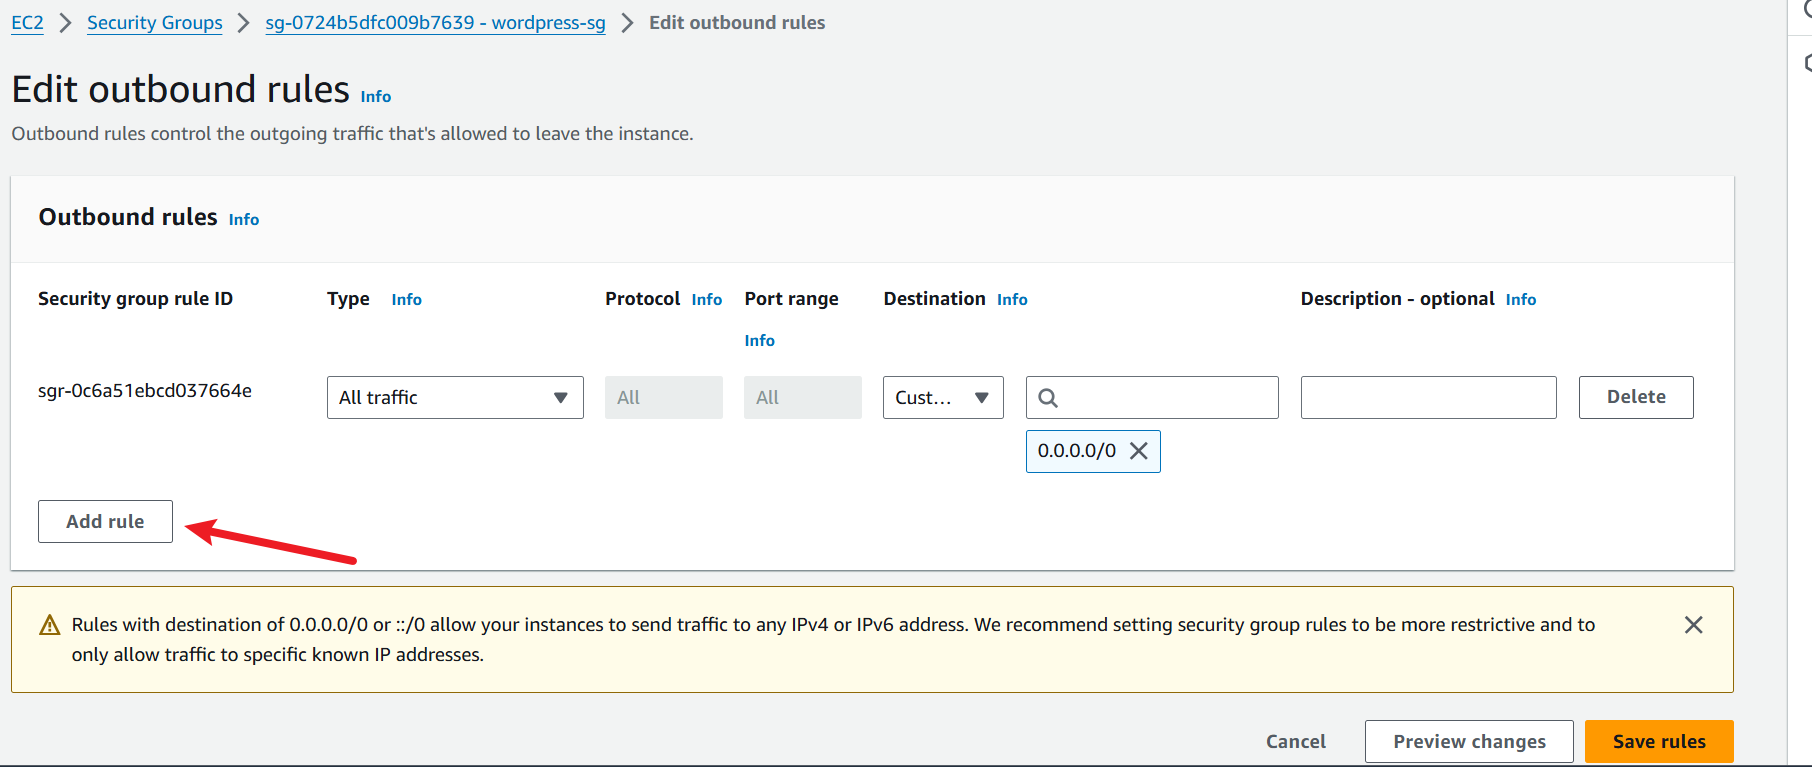 EC2 > Security Groups > sg-0724b5dfc009b7639 - wordpress-sg > Edit outbound rules
Edit outbound rules Info
Outbound rules control the outgoing traffic that's allowed to leave the instance.
Outbound rules Info
Security group rule ID Type Info Protocol Info Port range Info Destination Info Description - optional Info
sgr-0c6a51ebcd037664e All traffic All All Cust... Delete
0.0.0.0/0
Add rule
Rules with destination of 0.0.0.0/0 or ::/0 allow your instances to send traffic to any IPv4 or IPv6 address. We recommend setting security group rules to be more restrictive and to
only allow traffic to specific known IP addresses.
Cancel Preview changes Save rules